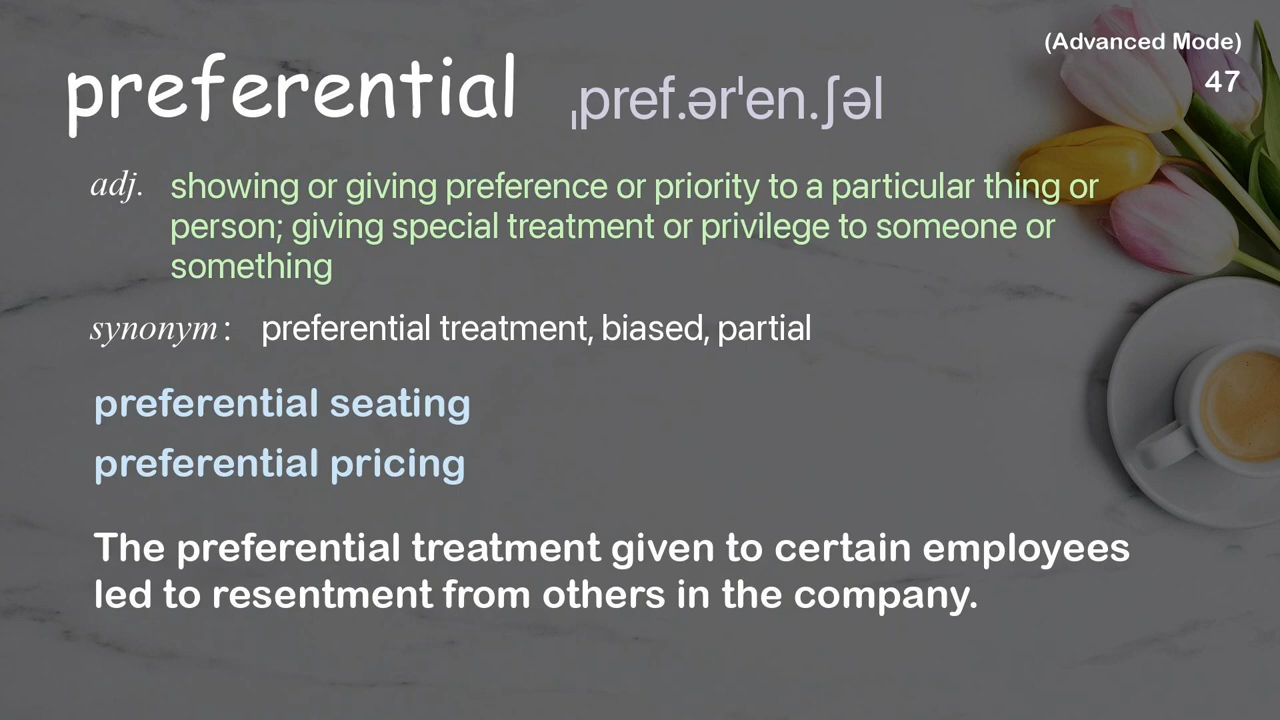 (Advanced Mode)
47
preferential ˌpref.ərˈen.ʃəl
adj. showing or giving preference or priority to a particular thing or
person; giving special treatment or privilege to someone or
something
synonym: preferential treatment, biased, partial
preferential seating
preferential pricing
The preferential treatment given to certain employees
led to resentment from others in the company.